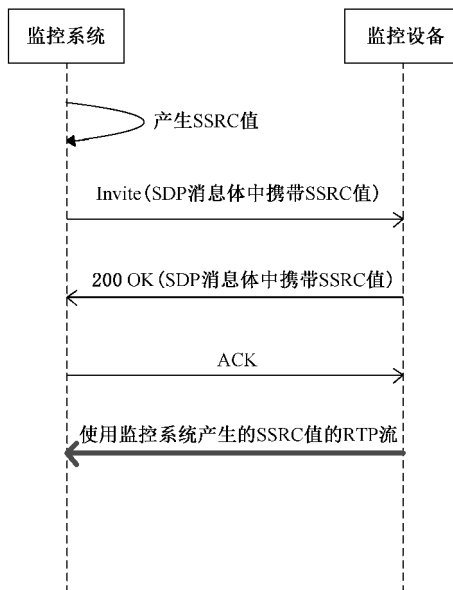 监控系统
监控设备
产生SSRC值
Invite(SDP消息体中携带SSRC值)
200 OK(SDP消息体中携带SSRC值)
ACK
使用监控系统产生的SSRC值的RTP流